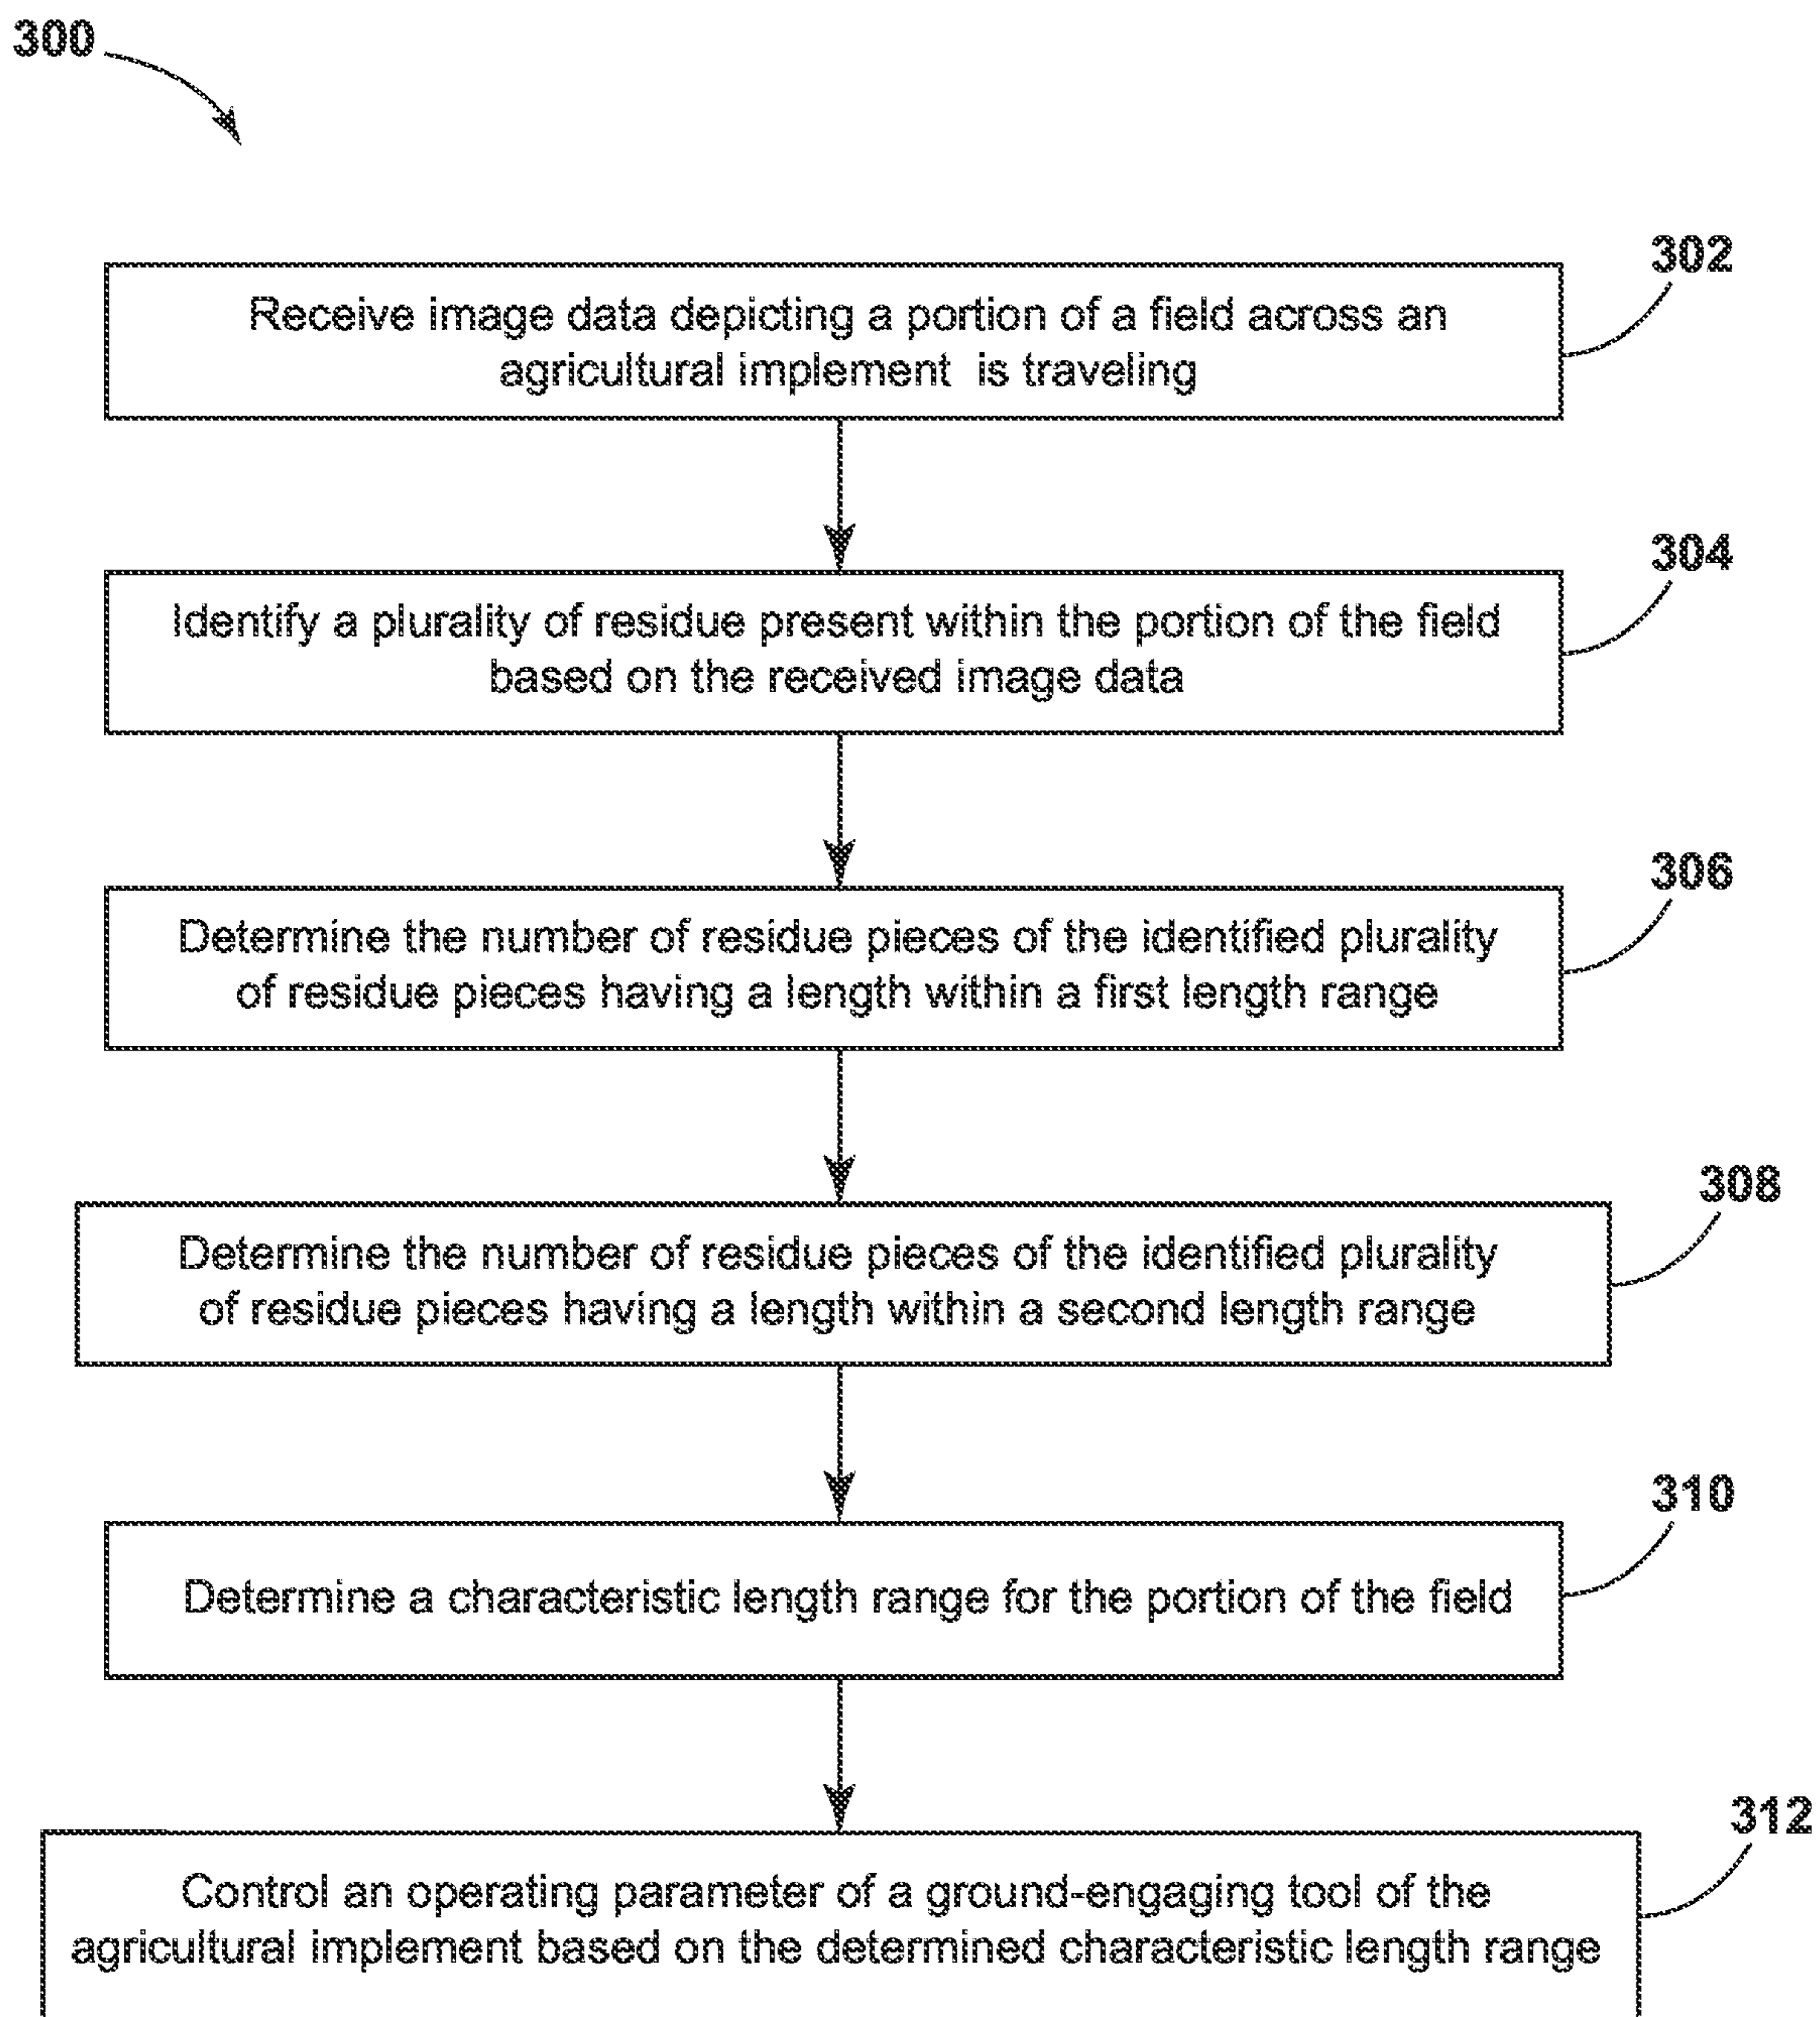 300
302
Receive image data depicting a portion of a field across an
agricultural implement is traveling
304
Identify a plurality of residue present within the portion of the field
based on the received image data
306
Determine the number of residue pieces of the identified plurality
of residue pieces having a length within a first length range
308
Determine the number of residue pieces of the identified plurality
of residue pieces having a length within a second length range
310
Determine a characteristic length range for the portion of the field
312
Control an operating parameter of a ground-engaging tool of the
agricultural implement based on the determined characteristic length range